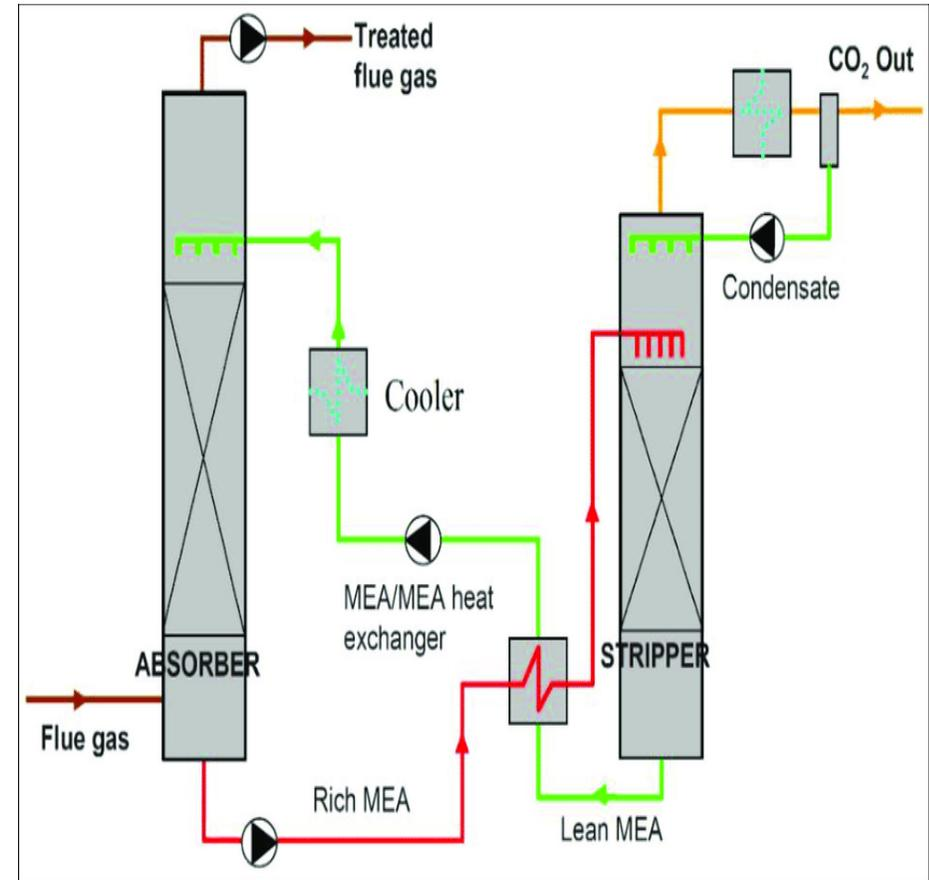 Treated
flue gas
CO₂ Out
Condensate
Cooler
MEA/MEA heat
exchanger
ABSORBER
STRIPPER
Flue gas
Rich MEA
Lean MEA